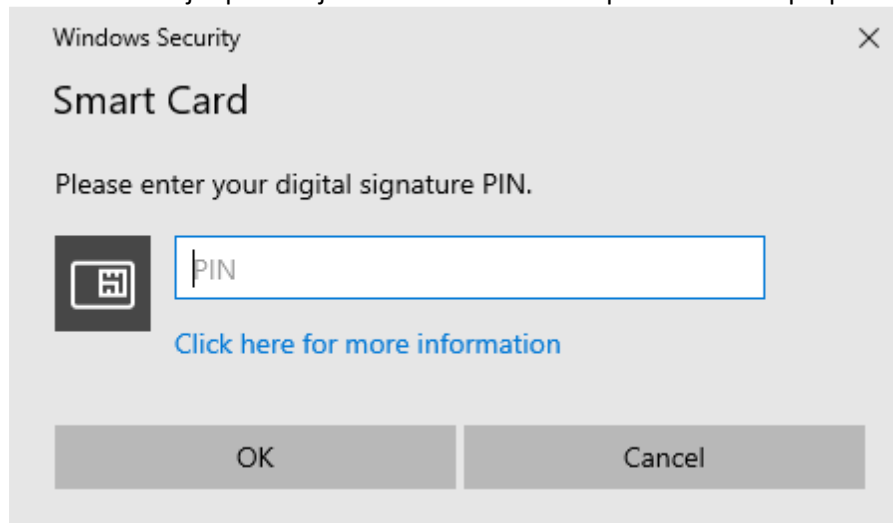 Windows Security
Smart Card
Please enter your digital signature PIN.
PIN
Click here for more information
OK
Cancel